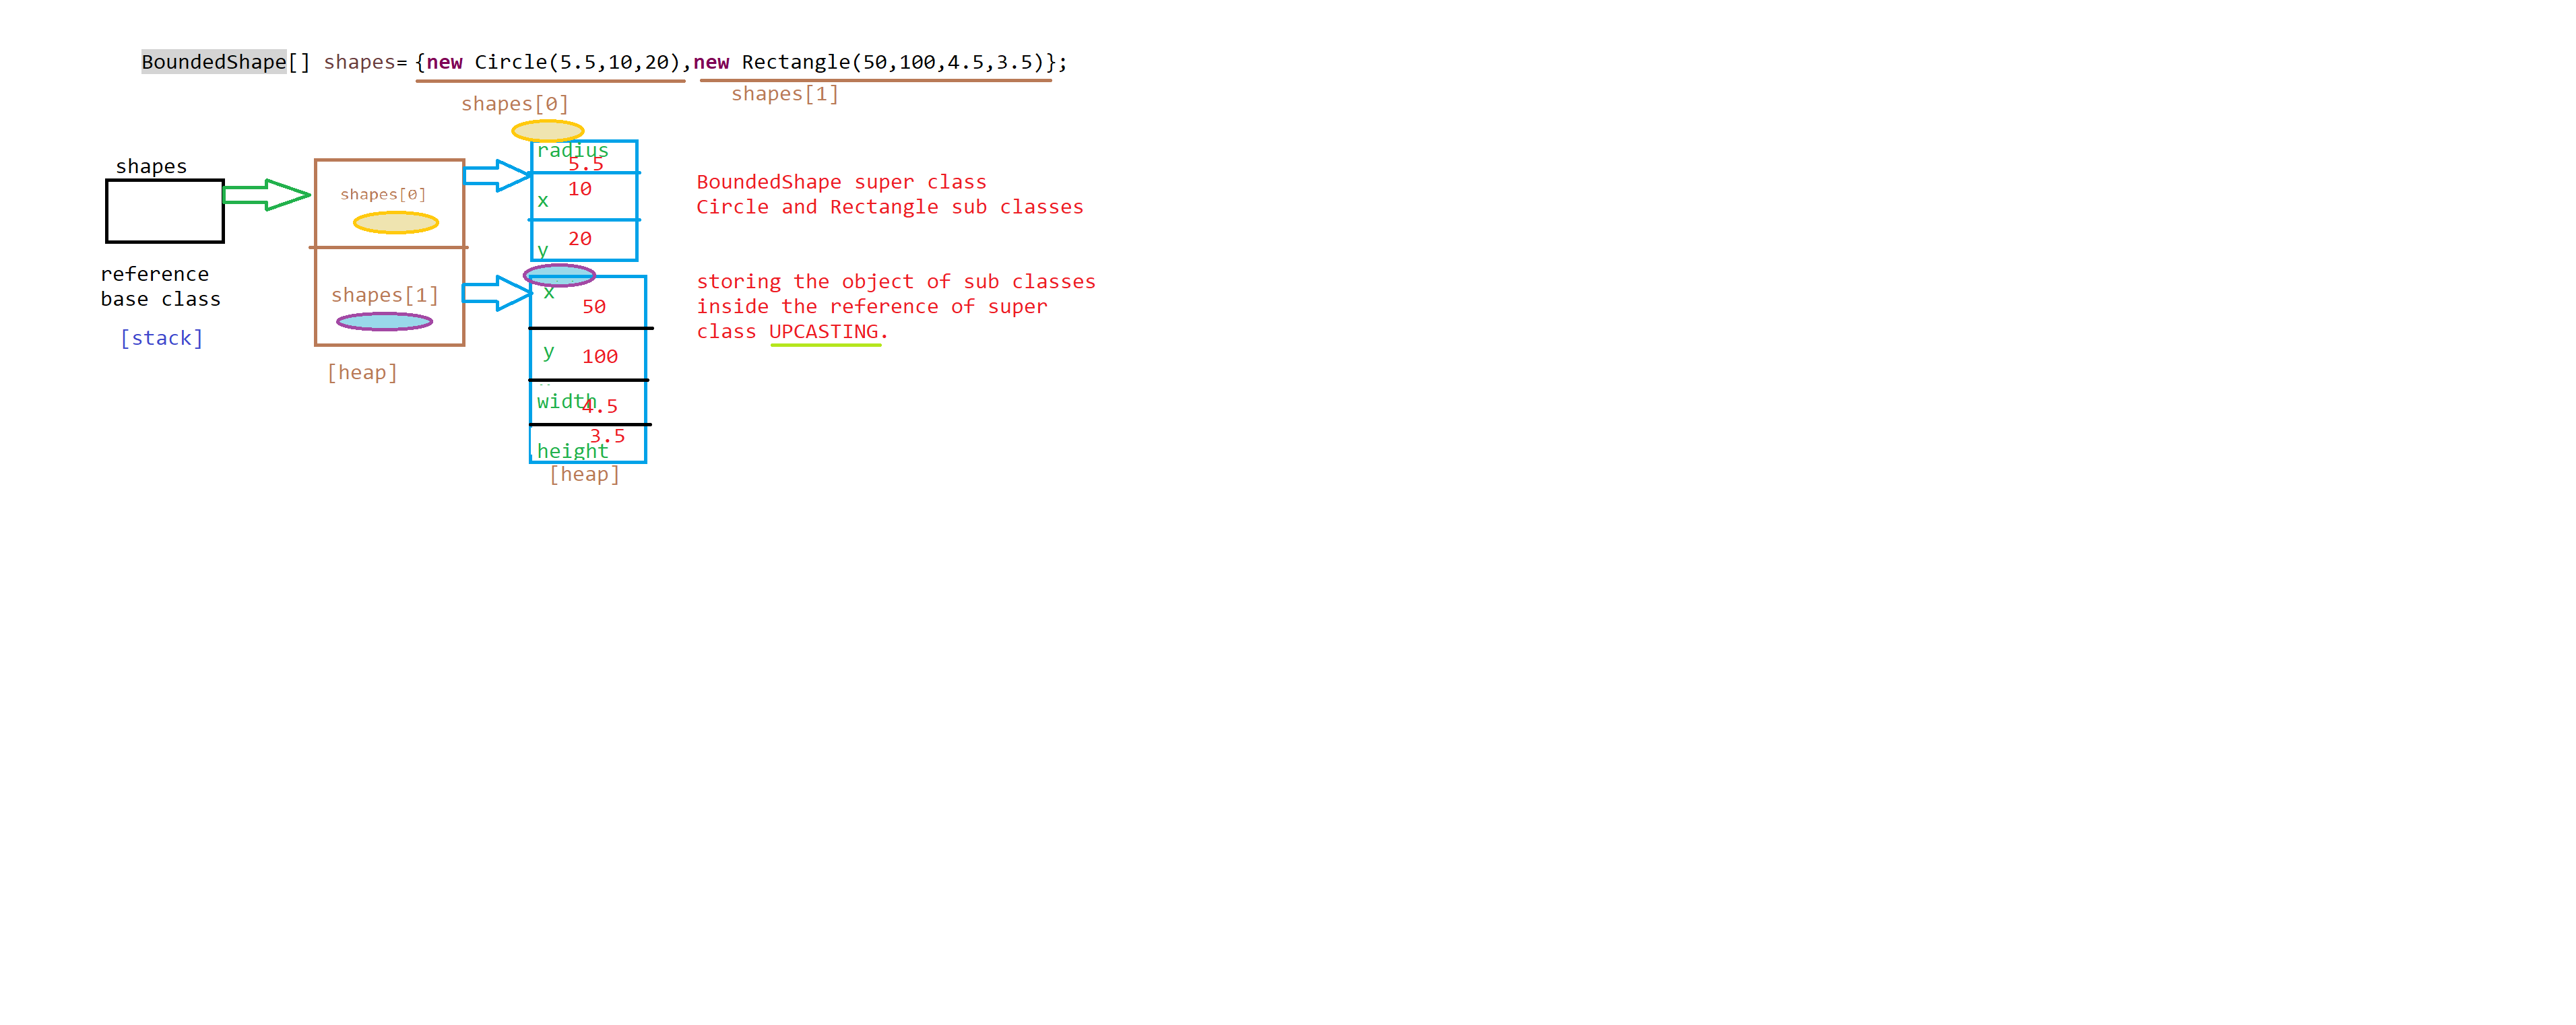 BoundedShape[] shapes= {new Circle(5.5,10,20),new Rectangle(50,100,4.5,3.5)};
shapes[0]
shapes[1]
shapes
reference
base class
[stack]
shapes[0]
shapes[1]
[heap]
radius
5.5
10
x
20
y
x
50
y
100
width
4.5
3.5
height
[heap]
BoundedShape super class
Circle and Rectangle sub classes
storing the object of sub classes
inside the reference of super
class UPCASTING.